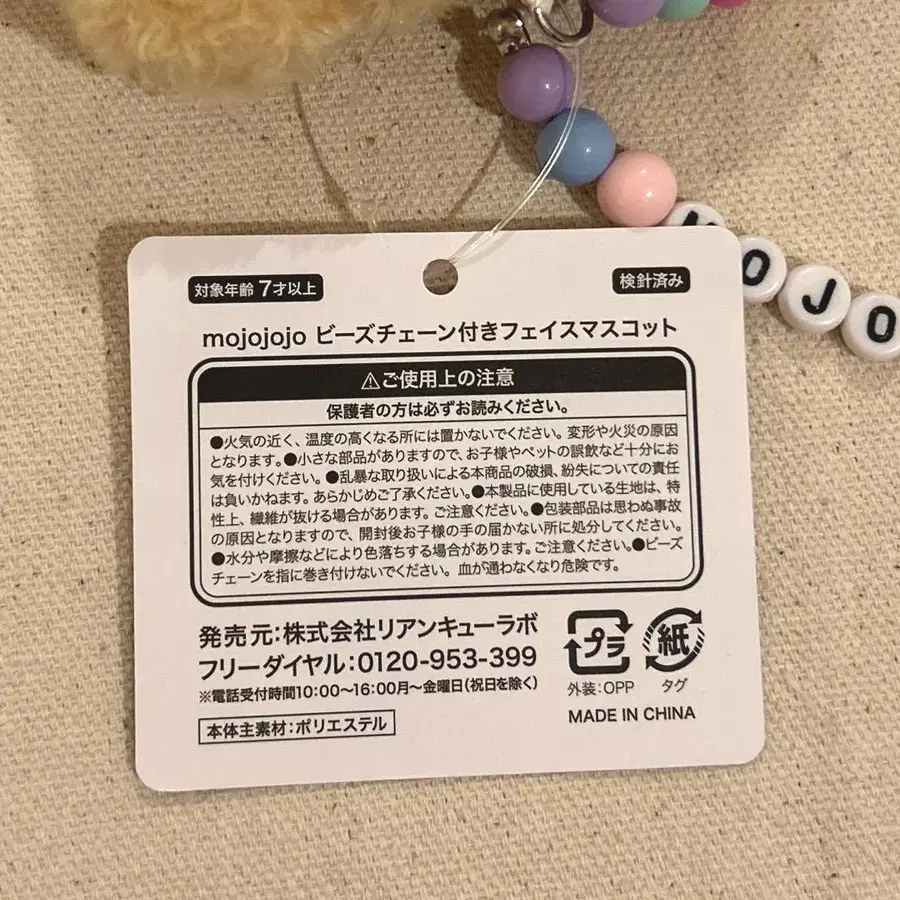 対象年齢 7才以上
検針済み
mojojojo ビーズチェーン付きフェイスマスコット
⚠ご使用上の注意
保護者の方は必ずお読みください。
●火気の近く、温度の高くなる所には置かないでください。変形や火災の原因
となります。●小さな部品がありますので、お子様やペットの誤飲など十分にお
気を付けください。●乱暴な取り扱いによる本商品の破損、紛失についての責任
は負いかねます。あらかじめご了承ください。●本製品に使用している生地は、特
性上、繊維が抜ける場合があります。ご注意ください。●包装部品は思わぬ事故
の原因となりますので、開封後お子様の手の届かない所に処分してください。
●水分や摩擦などにより色落ちする場合があります。ご注意ください。●ビーズ
チェーンを指に巻き付けないでください。血が通わなくなり危険です。
発売元:株式会社リアンキューラボ
フリーダイヤル:0120-953-399
※電話受付時間10:00〜16:00月〜金曜日(祝日を除く)
本体主素材:ポリエステル
プラ
紙
外装:OPP
タグ
MADE IN CHINA
O J O